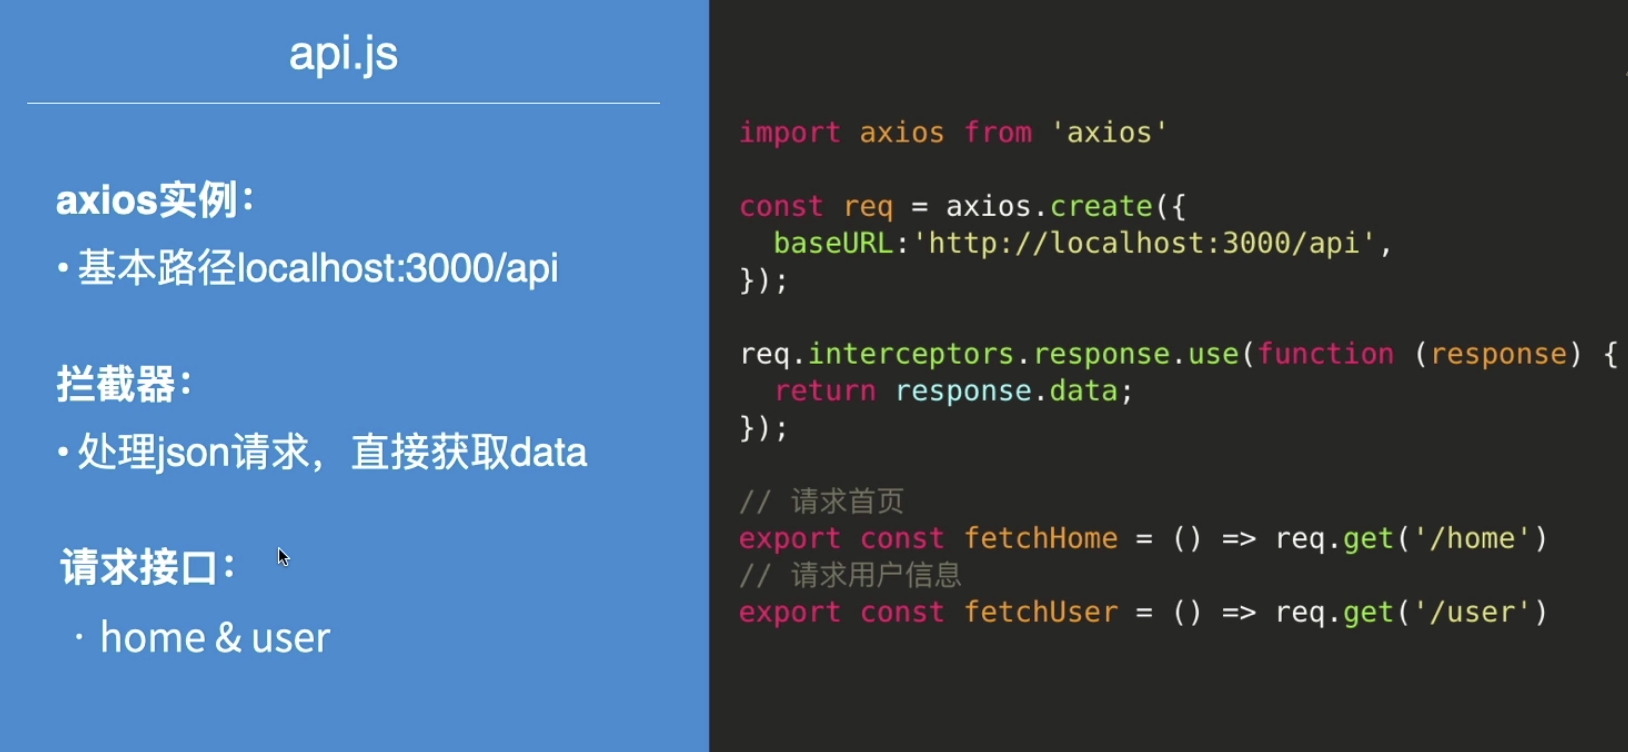 api.js
axios实例：
• 基本路径localhost:3000/api
拦截器：
• 处理json请求，直接获取data
请求接口：
· home & user
import axios from 'axios'
const req = axios.create({
  baseURL:'http://localhost:3000/api',
});
req.interceptors.response.use(function (response) {
  return response.data;
});
// 请求首页
export const fetchHome = () => req.get('/home')
// 请求用户信息
export const fetchUser = () => req.get('/user')